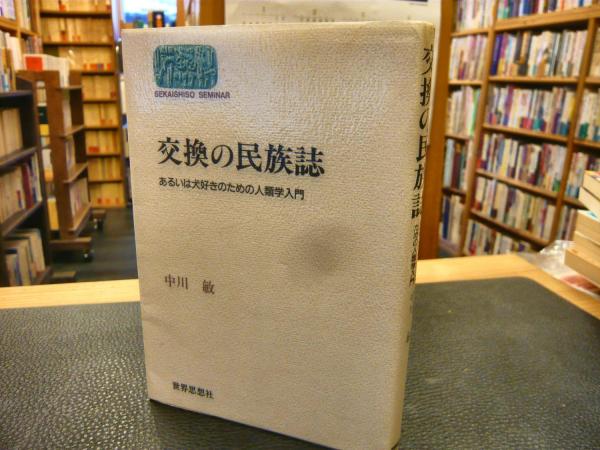 SEKAISHISO SEMINAR
交換の民族誌
あるいは犬好きのための人類学入門
中川 敏
世界思想社
交換の民族誌